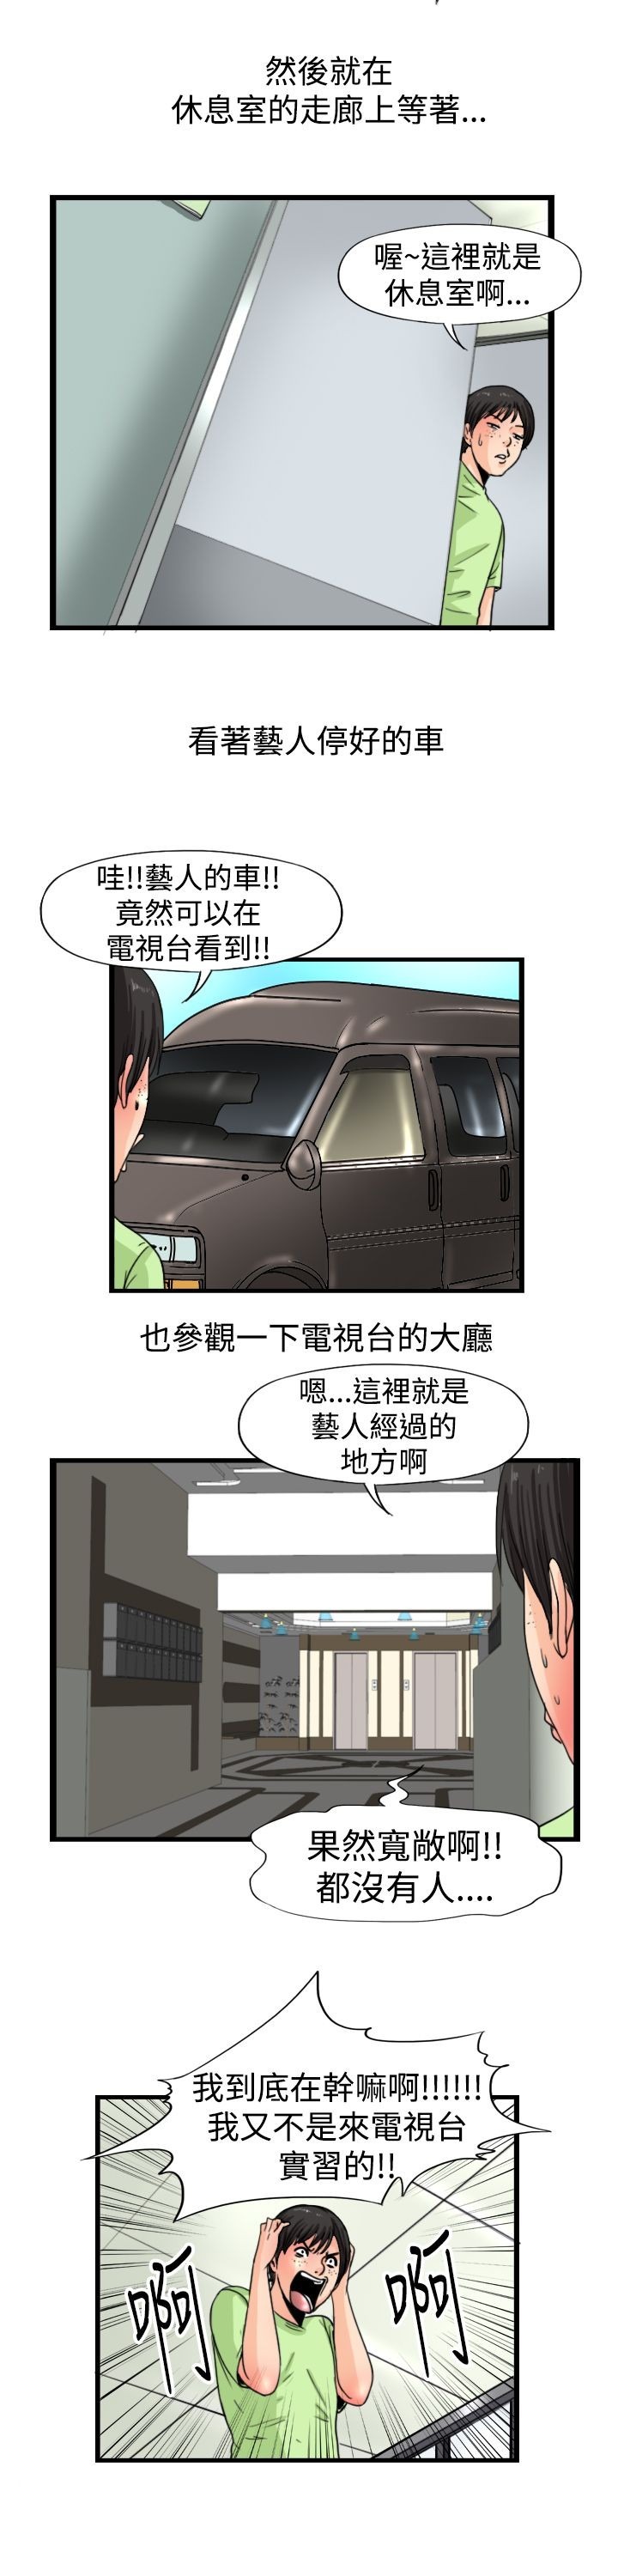 然後就在
休息室的走廊上等著...
喔~這裡就是
休息室啊...
看著藝人停好的車
哇!!藝人的車!!
竟然可以在
電視台看到!!
也參觀一下電視台的大廳
嗯...這裡就是
藝人經過的
地方啊
果然寬敞啊!!
都沒有人....
我到底在幹嘛啊!!!!!!
我又不是來電視台
實習的!!
啊
啊